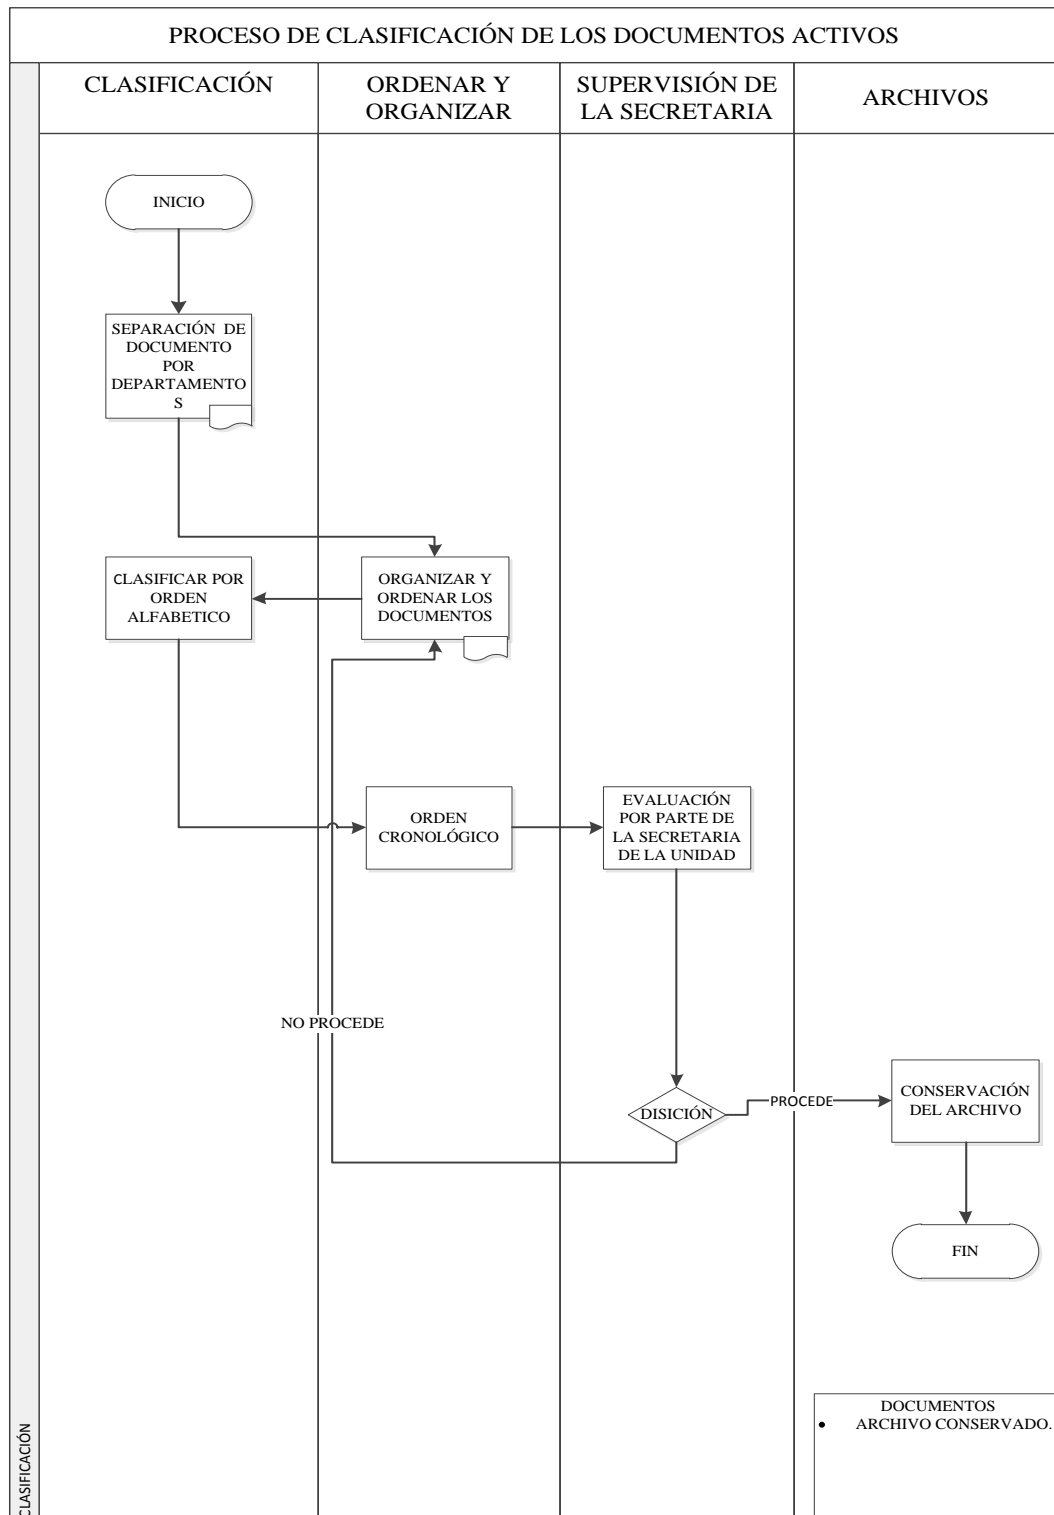 PROCESO DE CLASIFICACIÓN DE LOS DOCUMENTOS ACTIVOS
CLASIFICACIÓN
ORDENAR Y
ORGANIZAR
SUPERVISIÓN DE
LA SECRETARIA
ARCHIVOS
INICIO
SEPARACIÓN DE
DOCUMENTO
POR
DEPARTAMENTO
S
CLASIFICAR POR
ORDEN
ALFABETICO
ORGANIZAR Y
ORDENAR LOS
DOCUMENTOS
ORDEN
CRONOLÓGICO
EVALUACIÓN
POR PARTE DE
LA SECRETARIA
DE LA UNIDAD
NO PROCEDE
DISICIÓN
PROCEDE
CONSERVACIÓN
DEL ARCHIVO
FIN
DOCUMENTOS
• ARCHIVO CONSERVADO.
CLASIFICACIÓN